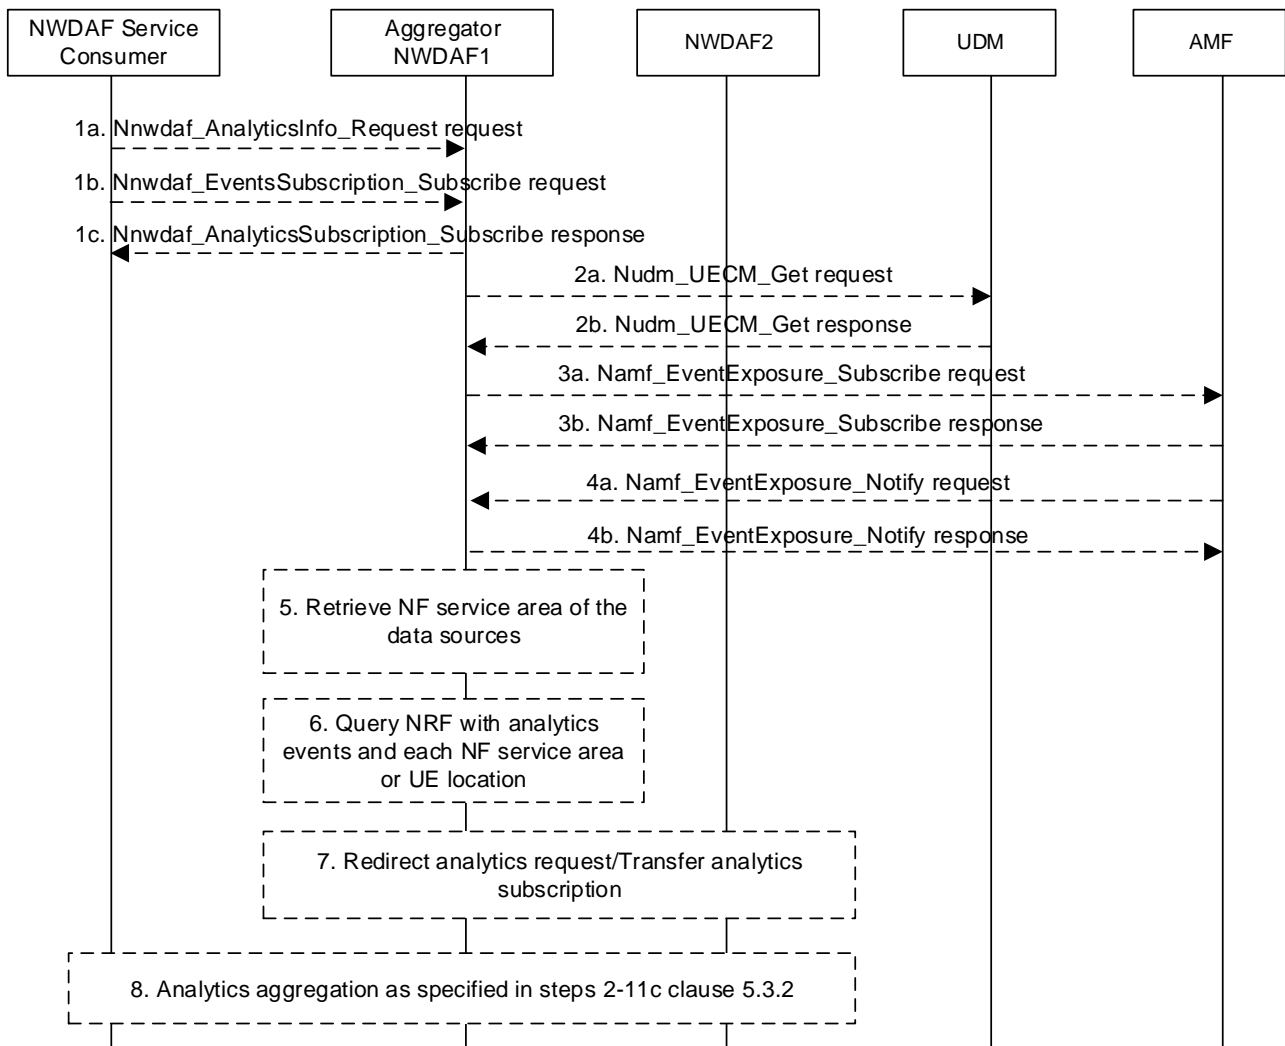 NWDAF Service
Consumer
Aggregator
NWDAF1
NWDAF2
UDM
AMF
1a. Nnwdaf_AnalyticsInfo_Request request
1b. Nnwdaf_EventsSubscription_Subscribe request
1c. Nnwdaf_AnalyticsSubscription_Subscribe response
2a. Nudm_UECM_Get request
2b. Nudm_UECM_Get response
3a. Namf_EventExposure_Subscribe request
3b. Namf_EventExposure_Subscribe response
4a. Namf_EventExposure_Notify request
4b. Namf_EventExposure_Notify response
5. Retrieve NF service area of the
data sources
6. Query NRF with analytics
events and each NF service area
or UE location
7. Redirect analytics request/Transfer analytics
subscription
8. Analytics aggregation as specified in steps 2-11c clause 5.3.2